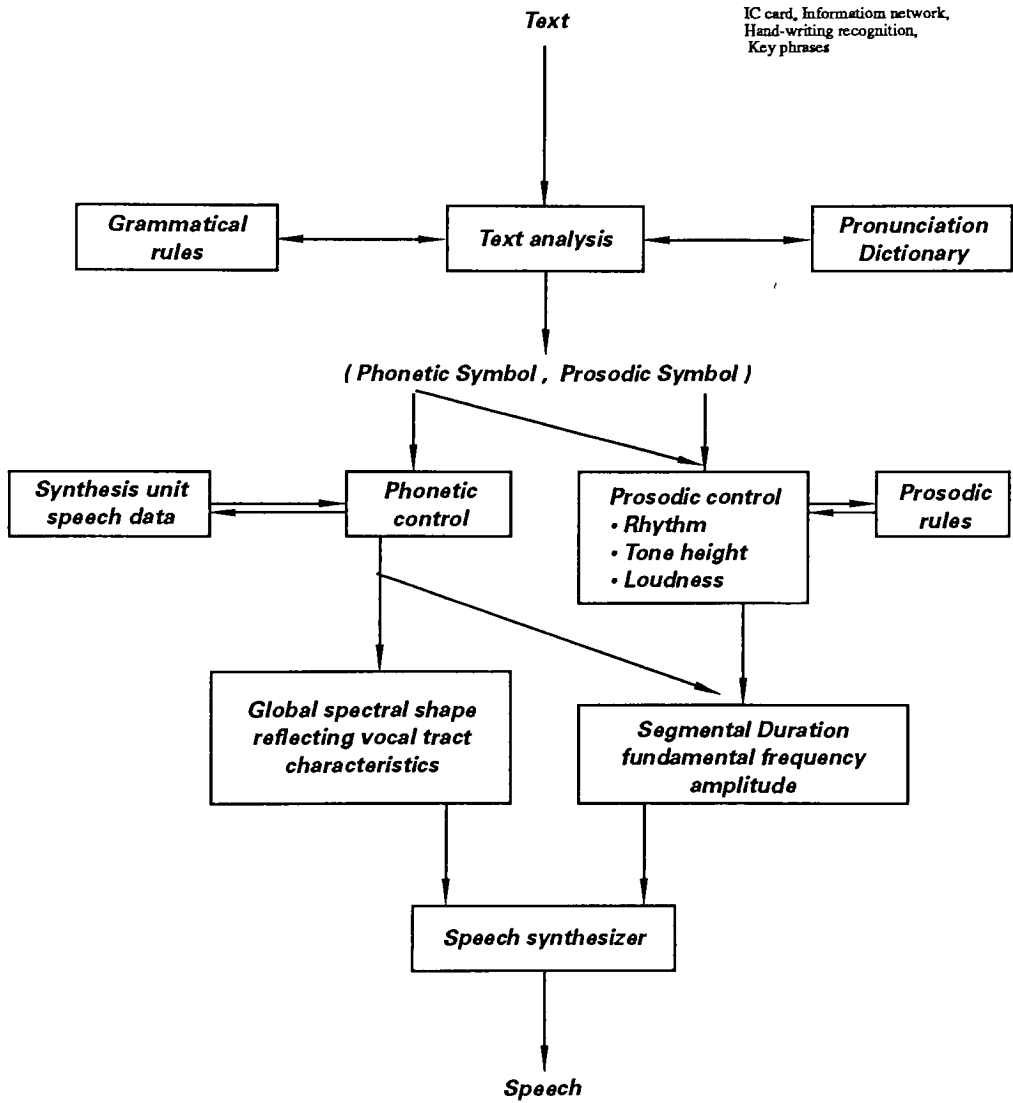 Text
IC card, Informatiom network,
Hand-writing recognition,
Key phrases
Grammatical
rules
Text analysis
Pronunciation
Dictionary
( Phonetic Symbol , Prosodic Symbol )
Synthesis unit
speech data
Phonetic
control
Prosodic control
• Rhythm
• Tone height
• Loudness
Prosodic
rules
Global spectral shape
reflecting vocal tract
characteristics
Segmental Duration
fundamental frequency
amplitude
Speech synthesizer
Speech